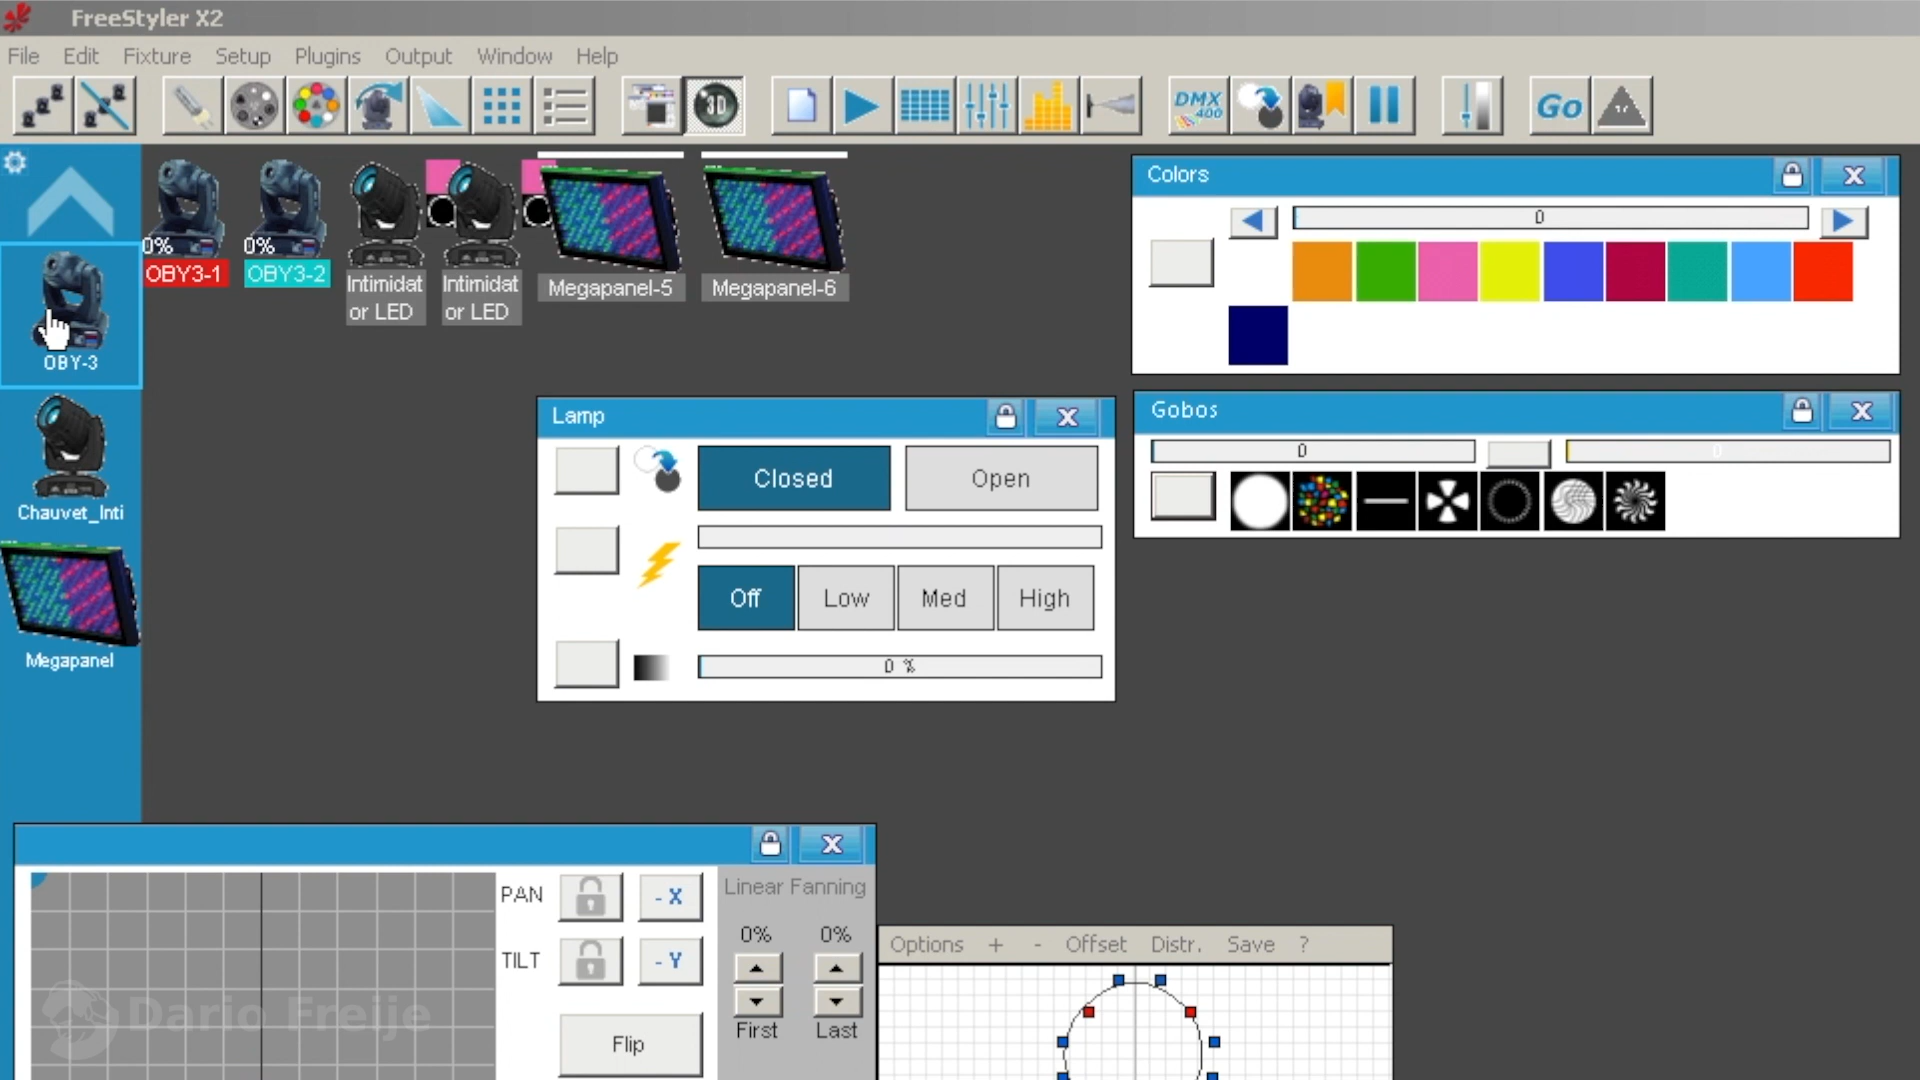 FreeStyler X2
File Edit Fixture Setup Plugins Output Window Help
3D
DMX
400
Go
0%
OBY3-1
0%
OBY3-2
Intimidat
or LED
Intimidat
or LED
Megapanel-5
Megapanel-6
OBY-3
Chauvet_Inti
Megapanel
Colors
X
0
Lamp
X
Closed
Open
Off
Low
Med
High
0 %
Gobos
X
0
0
X
PAN
- X
TILT
- Y
Flip
Linear Fanning
0% 0%
First Last
Options + - Offset Distr. Save ?
Dario Freije